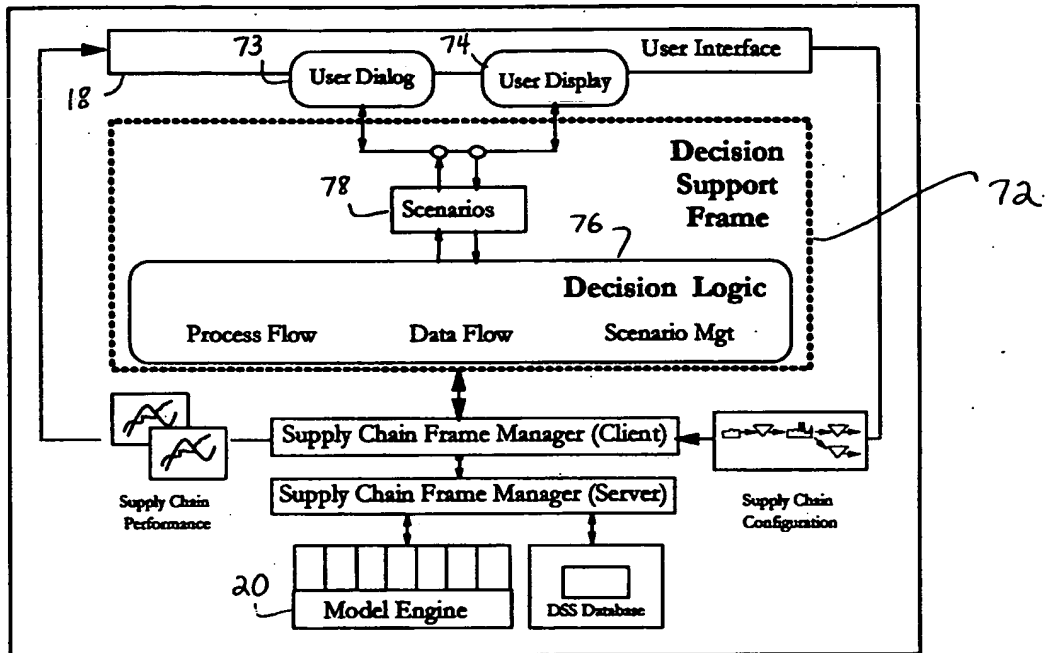 73
74
User Interface
User Dialog
User Display
18
Decision
Support
Frame
72
78
Scenarios
76
Decision Logic
Process Flow
Data Flow
Scenario Mgt
Supply Chain Frame Manager (Client)
Supply Chain Frame Manager (Server)
Supply Chain
Performance
Supply Chain
Configuration
20
Model Engine
DSS Database